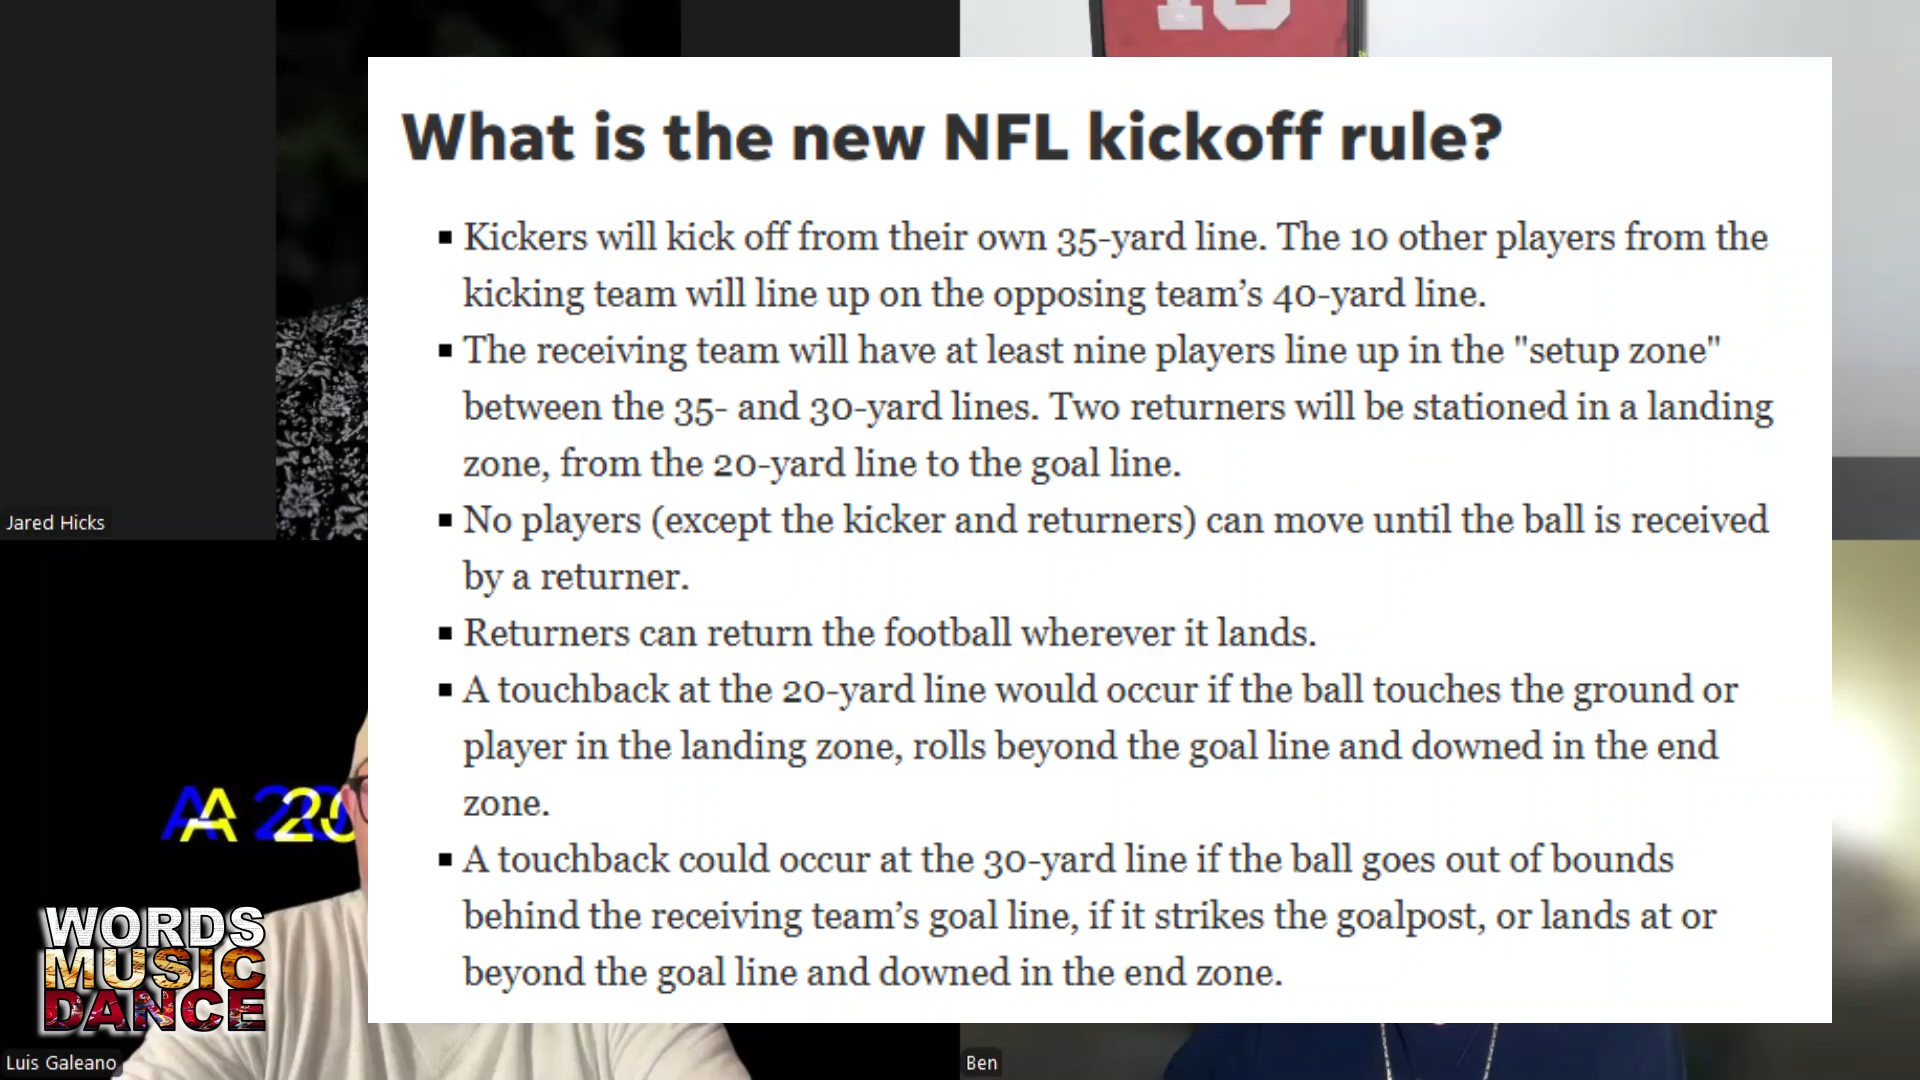 18
What is the new NFL kickoff rule?
▪ Kickers will kick off from their own 35-yard line. The 10 other players from the
kicking team will line up on the opposing team’s 40-yard line.
▪ The receiving team will have at least nine players line up in the "setup zone"
between the 35- and 30-yard lines. Two returners will be stationed in a landing
zone, from the 20-yard line to the goal line.
▪ No players (except the kicker and returners) can move until the ball is received
by a returner.
▪ Returners can return the football wherever it lands.
▪ A touchback at the 20-yard line would occur if the ball touches the ground or
player in the landing zone, rolls beyond the goal line and downed in the end
zone.
▪ A touchback could occur at the 30-yard line if the ball goes out of bounds
behind the receiving team’s goal line, if it strikes the goalpost, or lands at or
beyond the goal line and downed in the end zone.
Jared Hicks
WORDS
MUSIC
DANCE
Luis Galeano
Ben